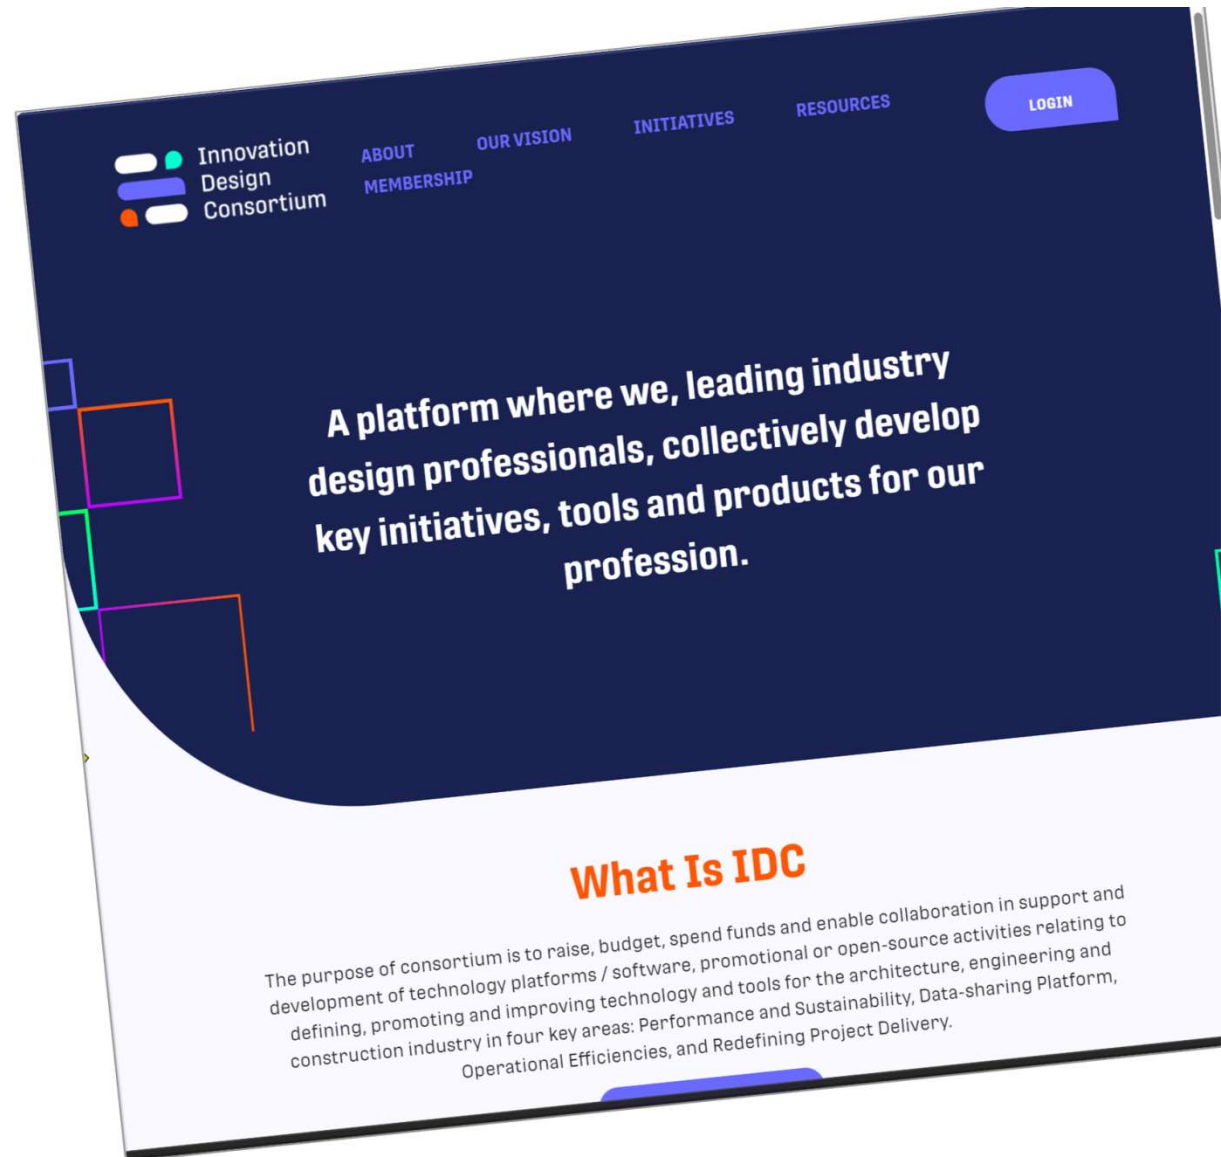 Innovation
Design
Consortium
ABOUT
OUR VISION
INITIATIVES
RESOURCES
MEMBERSHIP
LOGIN
A platform where we, leading industry
design professionals, collectively develop
key initiatives, tools and products for our
profession.
What Is IDC
The purpose of consortium is to raise, budget, spend funds and enable collaboration in support and
development of technology platforms / software, promotional or open-source activities relating to
defining, promoting and improving technology and tools for the architecture, engineering and
construction industry in four key areas: Performance and Sustainability, Data-sharing Platform,
Operational Efficiencies, and Redefining Project Delivery.